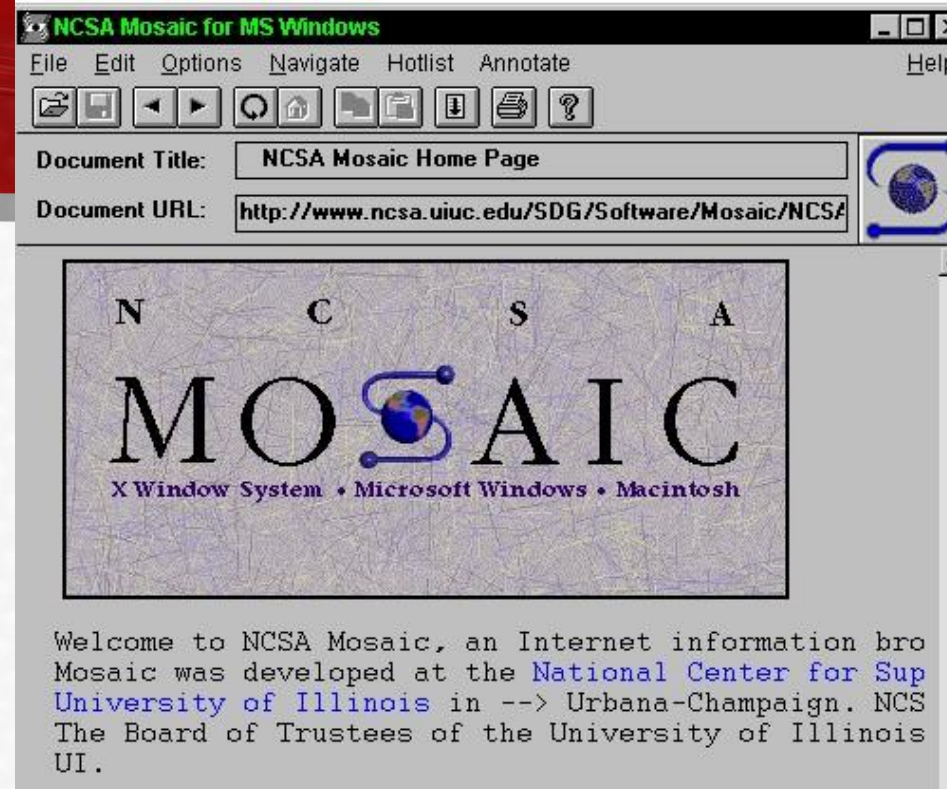 NCSA Mosaic for MS Windows
File Edit Options Navigate Hotlist Annotate Help
Document Title: NCSA Mosaic Home Page
Document URL: http://www.ncsa.uiuc.edu/SDG/Software/Mosaic/NCSA
N C S A
MOSAIC
X Window System • Microsoft Windows • Macintosh
Welcome to NCSA Mosaic, an Internet information bro
Mosaic was developed at the National Center for Sup
University of Illinois in --> Urbana-Champaign. NCS
The Board of Trustees of the University of Illinois
UI.